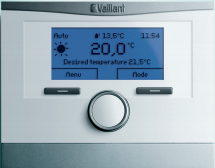 Vaillant
Auto 13,5°C 11:54
20,0°C
Desired temperature 21,5°C
Menu Mode